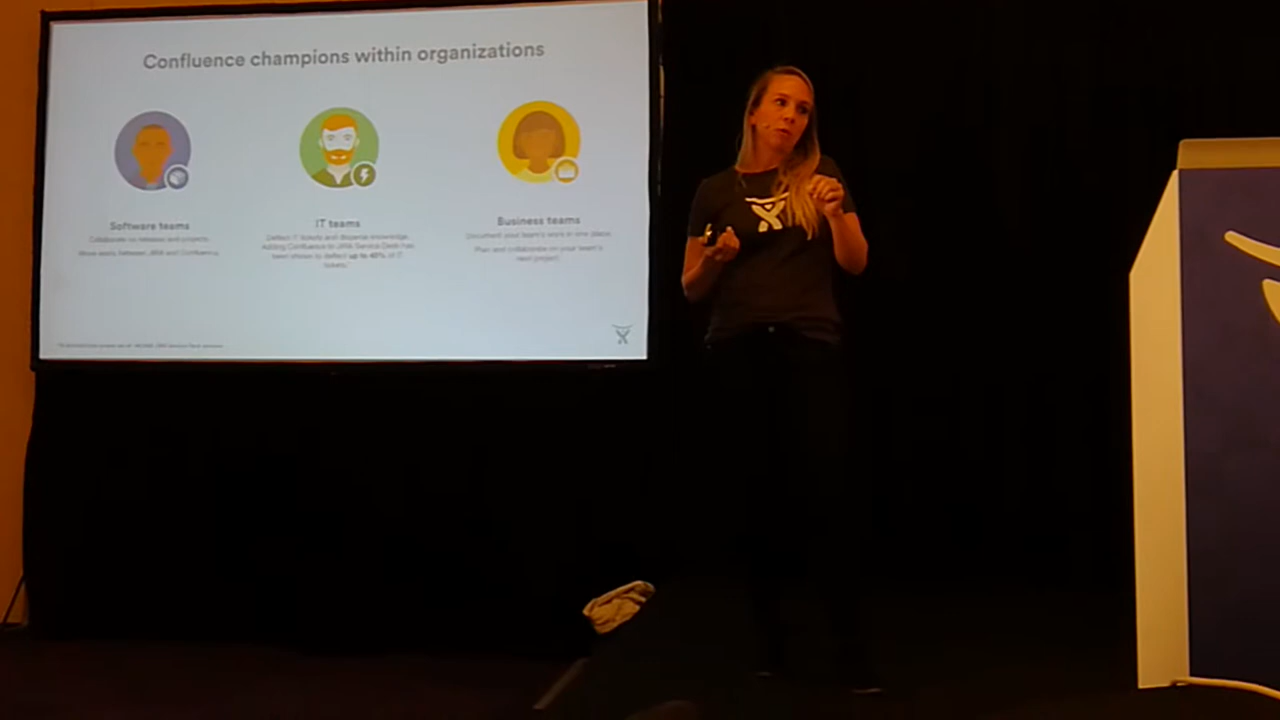 Confluence champions within organizations
Software teams
Collaborate on releases and projects.
Move easily between JIRA and Confluence.
IT teams
Deflect IT tickets and disperse knowledge.
Adding Confluence to JIRA Service Desk has
been shown to deflect up to 40% of IT
tickets.
Business teams
Document your team's work in one place.
Plan and collaborate on your team's
next project.